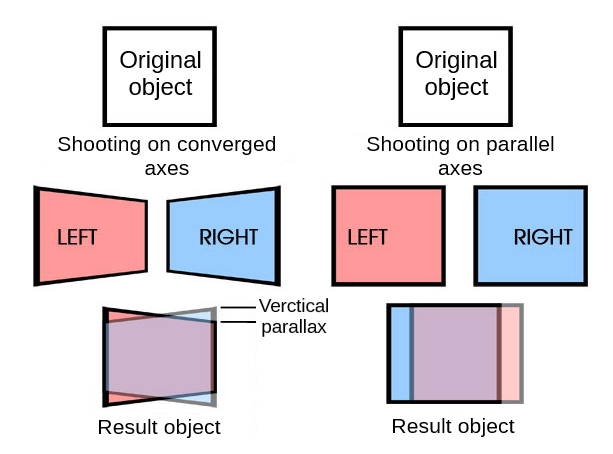 Original
object
Shooting on converged
axes
LEFT
RIGHT
Verctical
parallax
Result object
Original
object
Shooting on parallel
axes
LEFT
RIGHT
Result object